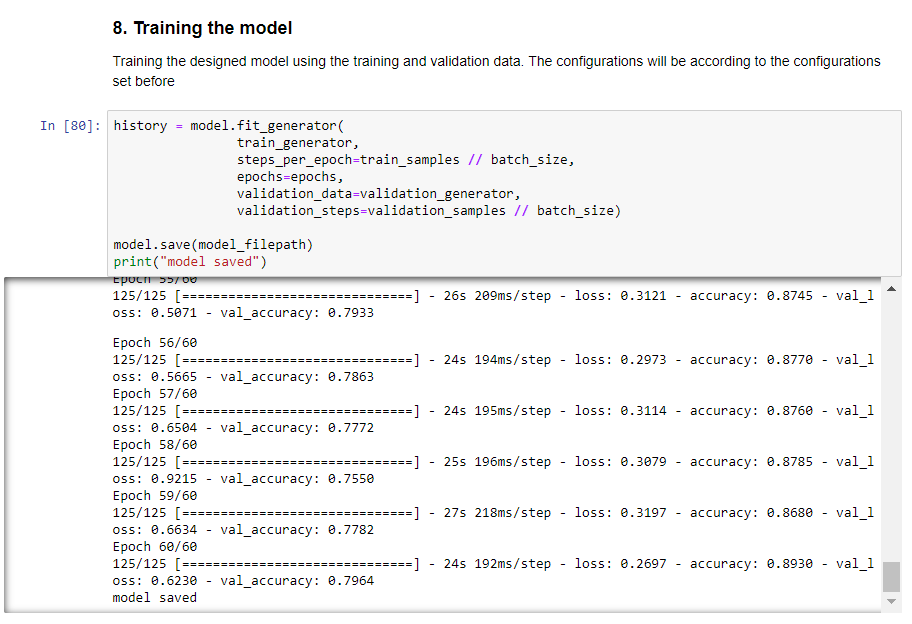 8. Training the model
Training the designed model using the training and validation data. The configurations will be according to the configurations
set before
In [80]: history = model.fit_generator(
train_generator,
steps_per_epoch=train_samples // batch_size,
epochs=epochs,
validation_data=validation_generator,
validation_steps=validation_samples // batch_size)
model.save(model_filepath)
print("model saved")
Epoch 55/60
125/125 [==============================] - 26s 209ms/step - loss: 0.3121 - accuracy: 0.8745 - val_l
oss: 0.5071 - val_accuracy: 0.7933
Epoch 56/60
125/125 [==============================] - 24s 194ms/step - loss: 0.2973 - accuracy: 0.8770 - val_l
oss: 0.5665 - val_accuracy: 0.7863
Epoch 57/60
125/125 [==============================] - 24s 195ms/step - loss: 0.3114 - accuracy: 0.8760 - val_l
oss: 0.6504 - val_accuracy: 0.7772
Epoch 58/60
125/125 [==============================] - 25s 196ms/step - loss: 0.3079 - accuracy: 0.8785 - val_l
oss: 0.9215 - val_accuracy: 0.7550
Epoch 59/60
125/125 [==============================] - 27s 218ms/step - loss: 0.3197 - accuracy: 0.8680 - val_l
oss: 0.6634 - val_accuracy: 0.7782
Epoch 60/60
125/125 [==============================] - 24s 192ms/step - loss: 0.2697 - accuracy: 0.8930 - val_l
oss: 0.6230 - val_accuracy: 0.7964
model saved